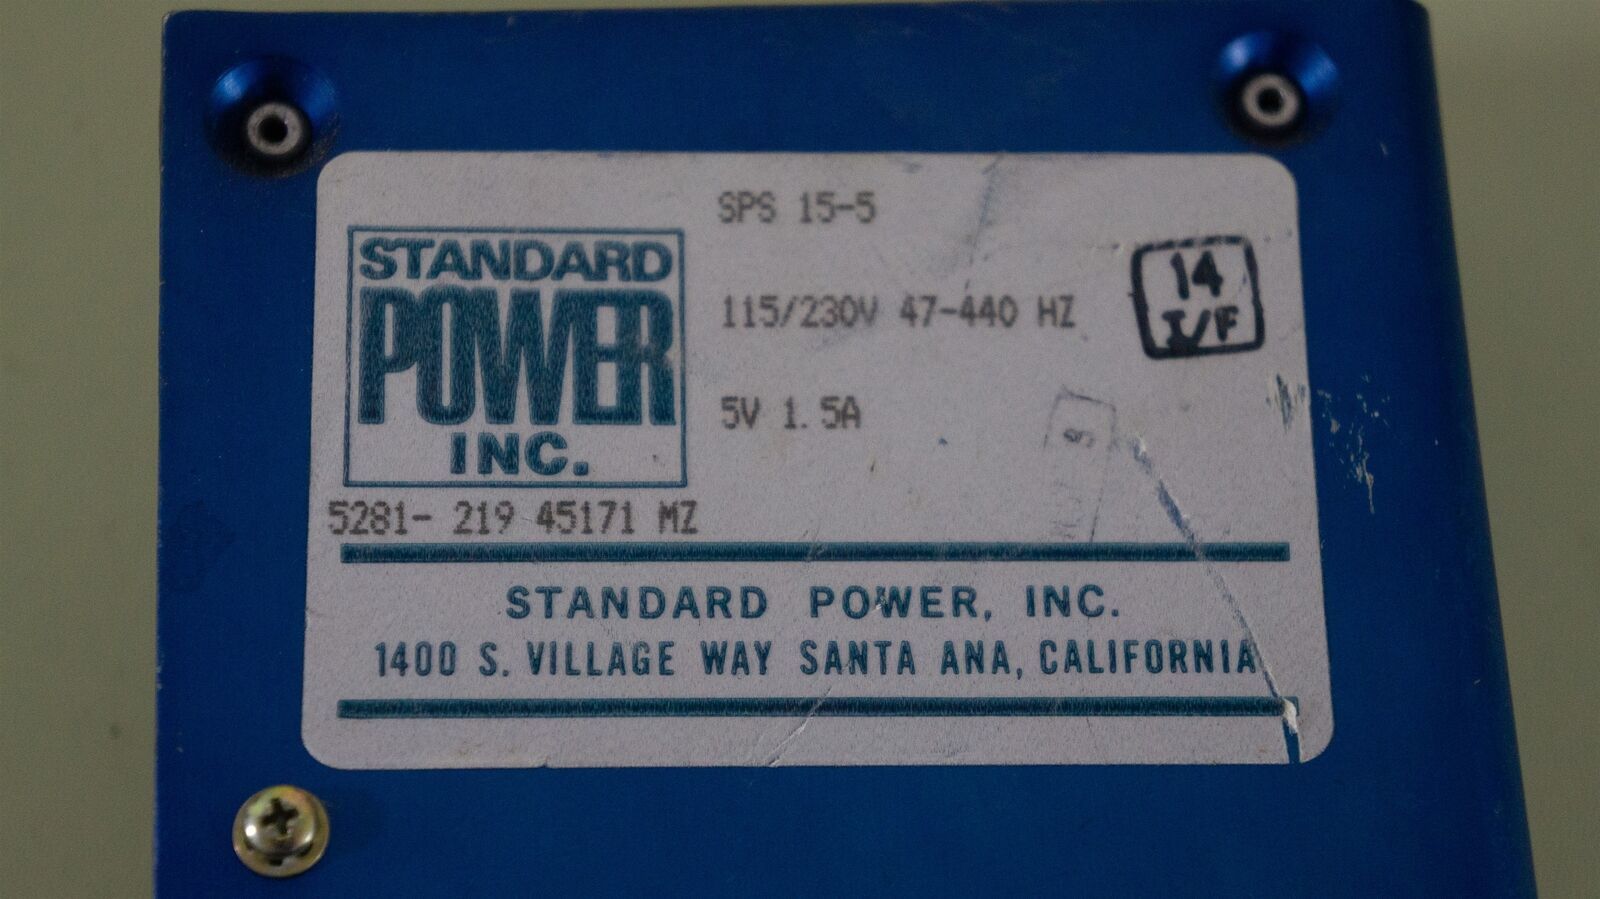 SPS 15-5
STANDARD
POWER
INC.
115/230V 47-440 HZ
14
I/F
5V 1.5A
5281- 219 45171 MZ
STANDARD POWER, INC.
1400 S. VILLAGE WAY SANTA ANA, CALIFORNIA